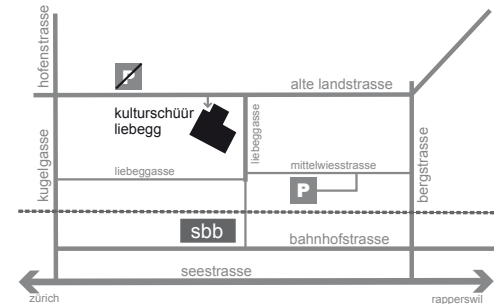 hofenstrasse
P
alte landstrasse
kulturschüür
liebegg
liebeggasse
kugelgasse
liebeggasse
mittelwiesstrasse
P
bergstrasse
sbb
bahnhofstrasse
seestrasse
zürich
rapperswil